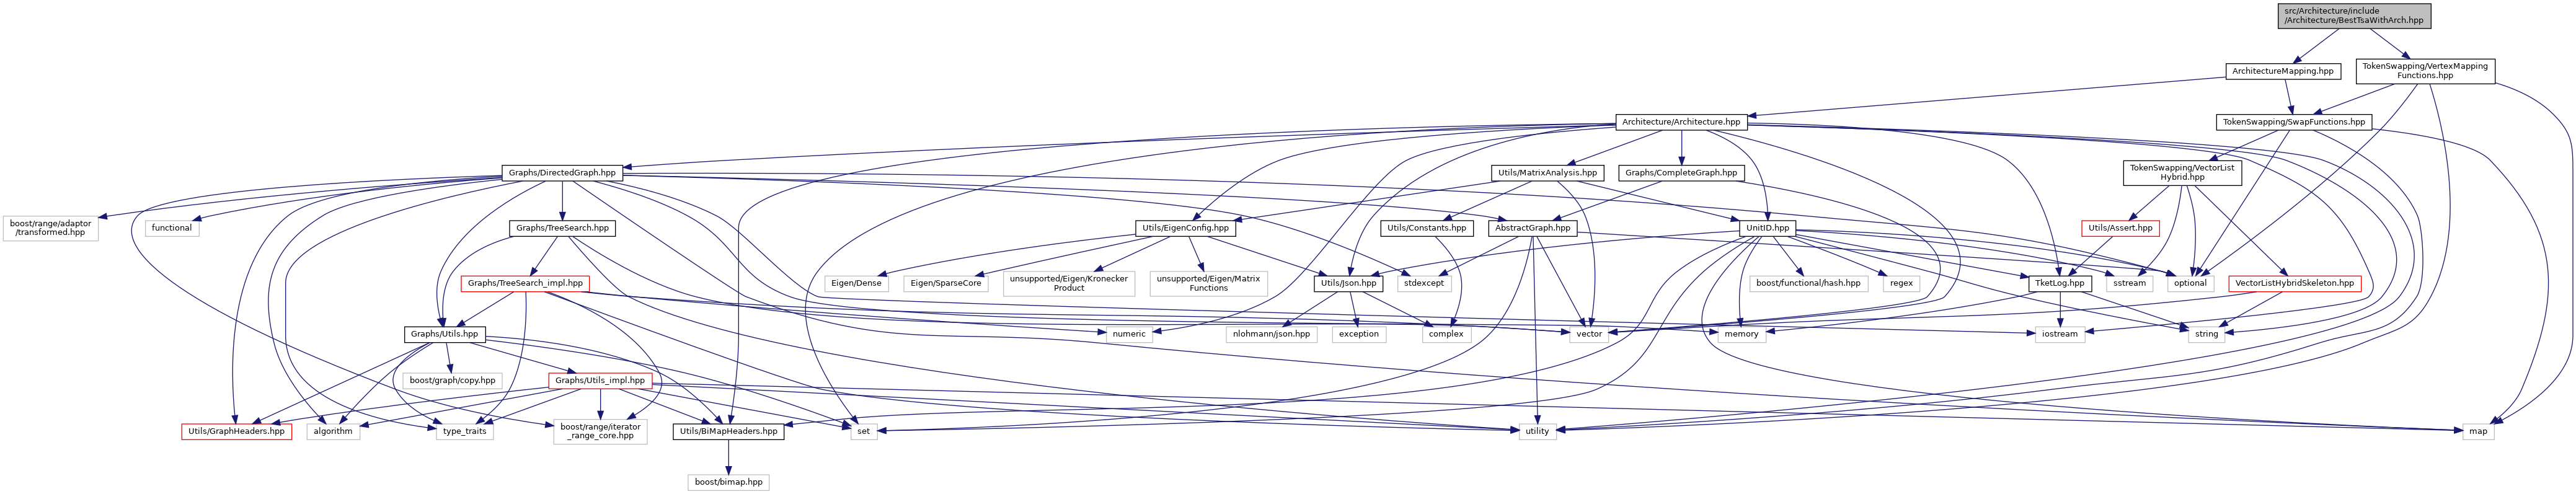 src/Architecture/include
/Architecture/BestTsaWithArch.hpp
ArchitectureMapping.hpp
TokenSwapping/VertexMapping
Functions.hpp
Architecture/Architecture.hpp
TokenSwapping/SwapFunctions.hpp
Graphs/DirectedGraph.hpp
Utils/MatrixAnalysis.hpp
Graphs/CompleteGraph.hpp
TokenSwapping/VectorList
Hybrid.hpp
boost/range/adaptor
/transformed.hpp
functional
Graphs/TreeSearch.hpp
Utils/EigenConfig.hpp
Utils/Constants.hpp
AbstractGraph.hpp
UnitID.hpp
Utils/Assert.hpp
Graphs/TreeSearch_impl.hpp
Eigen/Dense
Eigen/SparseCore
unsupported/Eigen/Kronecker
Product
unsupported/Eigen/Matrix
Functions
Utils/Json.hpp
stdexcept
boost/functional/hash.hpp
regex
TketLog.hpp
sstream
optional
VectorListHybridSkeleton.hpp
Graphs/Utils.hpp
numeric
nlohmann/json.hpp
exception
complex
vector
memory
iostream
string
boost/graph/copy.hpp
Graphs/Utils_impl.hpp
Utils/GraphHeaders.hpp
algorithm
type_traits
boost/range/iterator
_range_core.hpp
Utils/BiMapHeaders.hpp
set
utility
map
boost/bimap.hpp